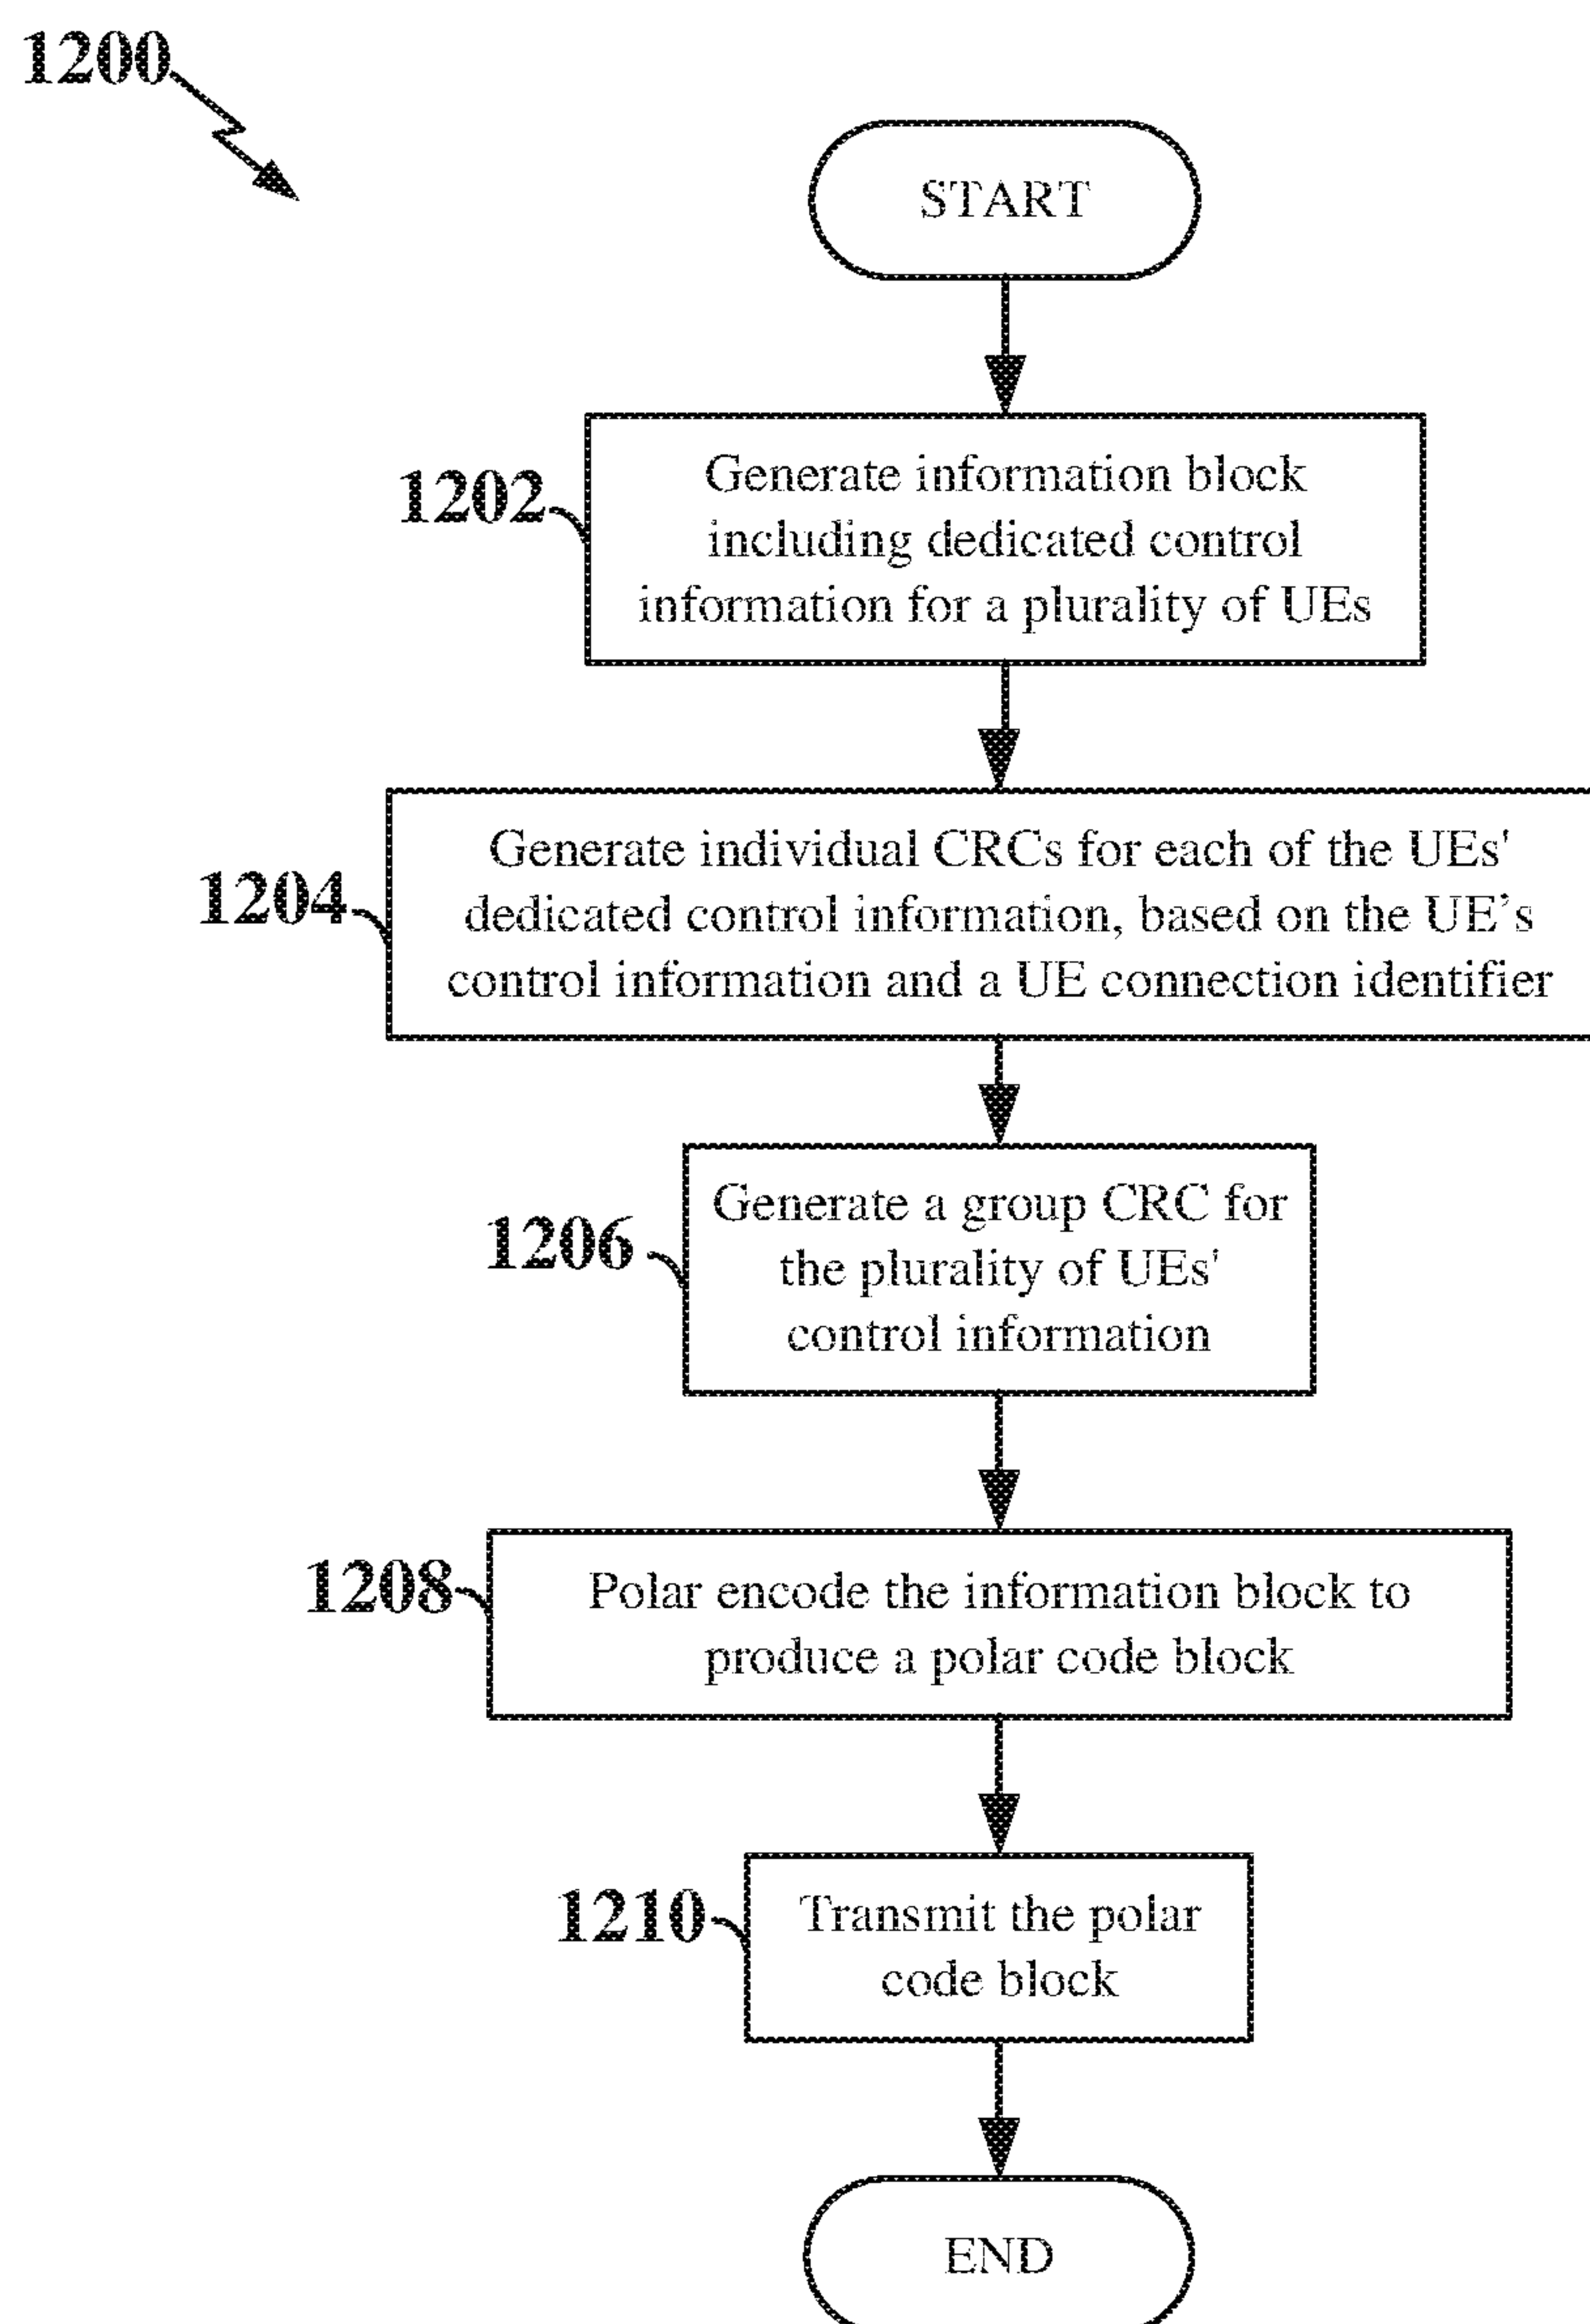 1200
START
1202
Generate information block
including dedicated control
information for a plurality of UEs
1204
Generate individual CRCs for each of the UEs'
dedicated control information, based on the UE’s
control information and a UE connection identifier
1206
Generate a group CRC for
the plurality of UEs'
control information
1208
Polar encode the information block to
produce a polar code block
1210
Transmit the polar
code block
END